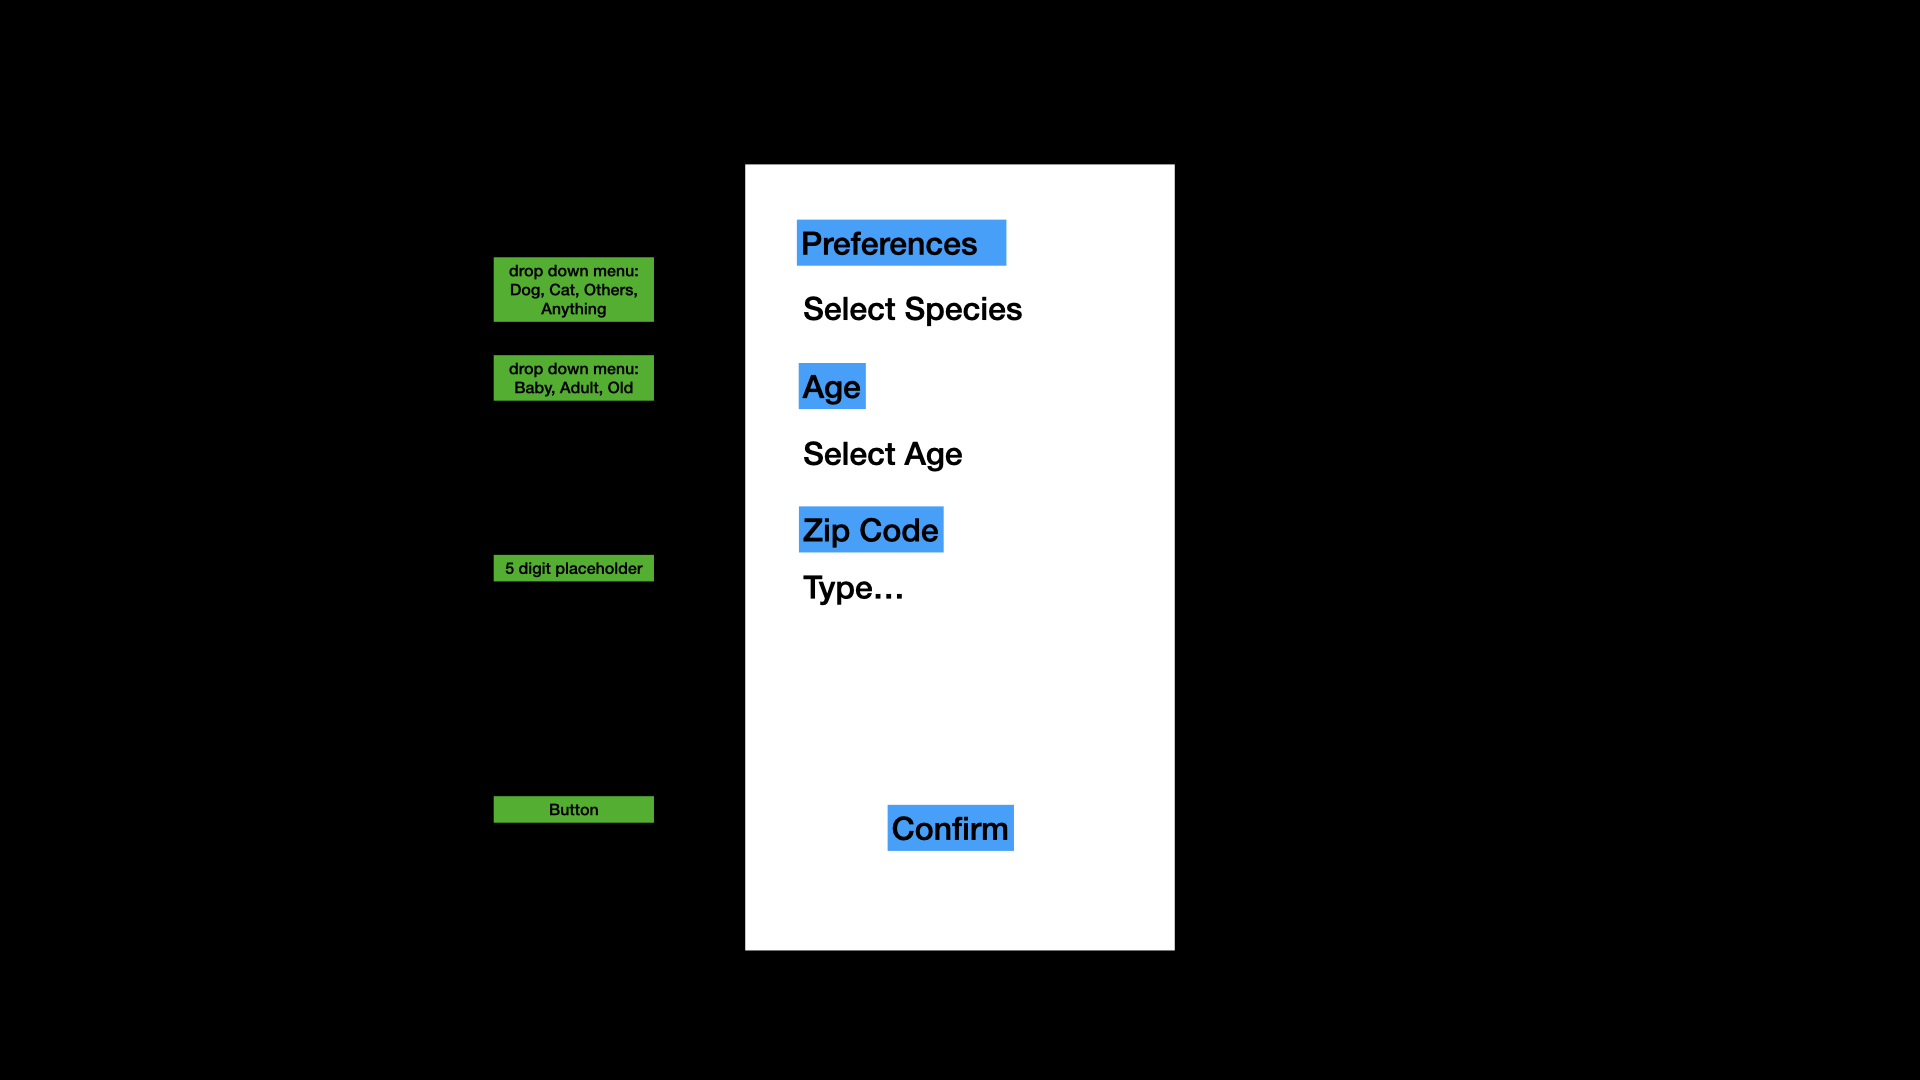 drop down menu:
Dog, Cat, Others,
Anything
drop down menu:
Baby, Adult, Old
5 digit placeholder
Button
Preferences
Select Species
Age
Select Age
Zip Code
Type...
Confirm